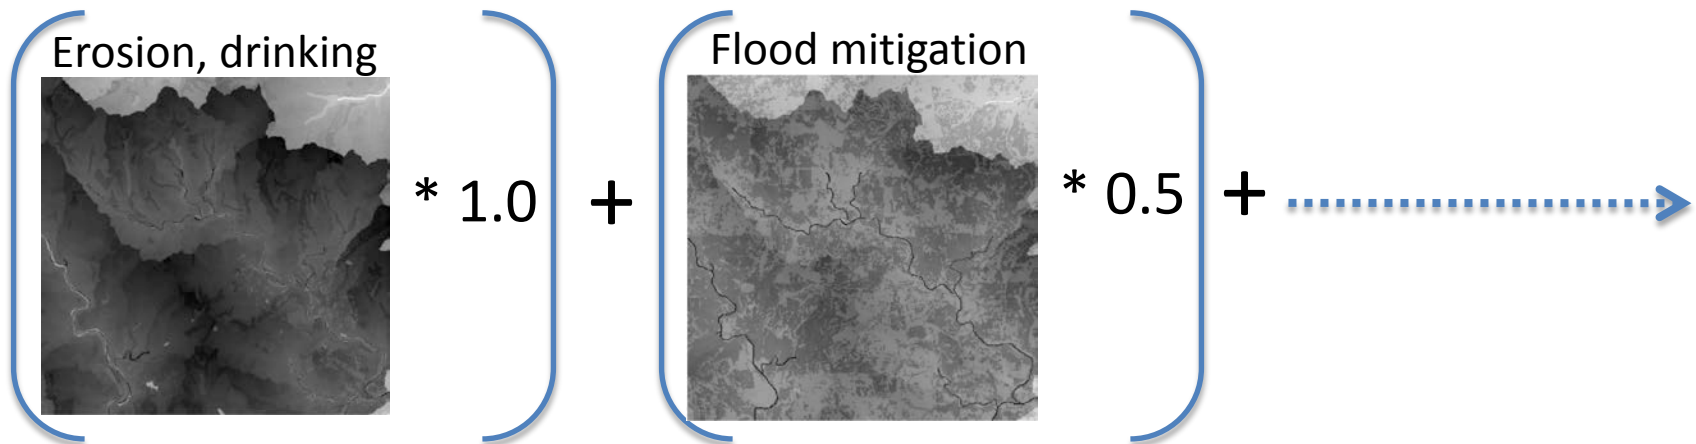 Erosion, drinking
* 1.0
+
Flood mitigation
* 0.5
+